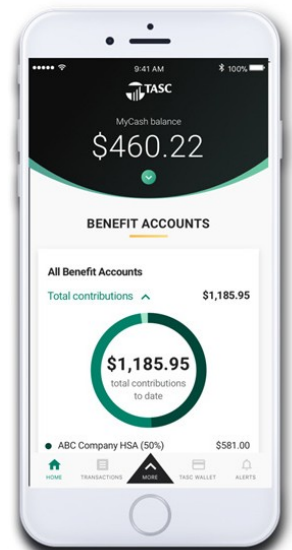 9:41 AM
100%
TASC
MyCash balance
$460.22
BENEFIT ACCOUNTS
All Benefit Accounts
Total contributions $1,185.95
$1,185.95
total contributions
to date
ABC Company HSA (50%) $581.00
HOME TRANSACTIONS MORE TASC WALLET ALERTS